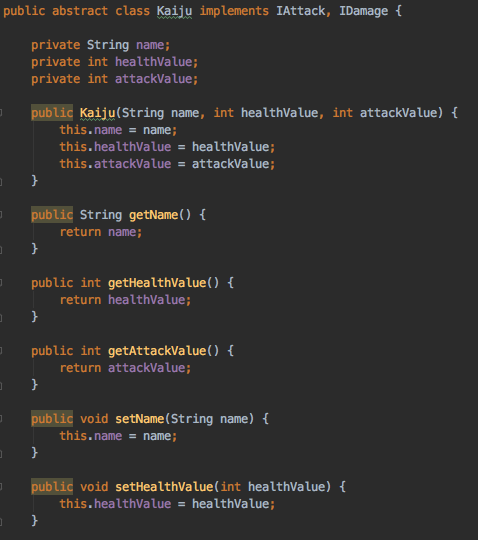 public abstract class Kaiju implements IAttack, IDamage {
private String name;
private int healthValue;
private int attackValue;
public Kaiju(String name, int healthValue, int attackValue) {
this.name = name;
this.healthValue = healthValue;
this.attackValue = attackValue;
}
public String getName() {
return name;
}
public int getHealthValue() {
return healthValue;
}
public int getAttackValue() {
return attackValue;
}
public void setName(String name) {
this.name = name;
}
public void setHealthValue(int healthValue) {
this.healthValue = healthValue;
}